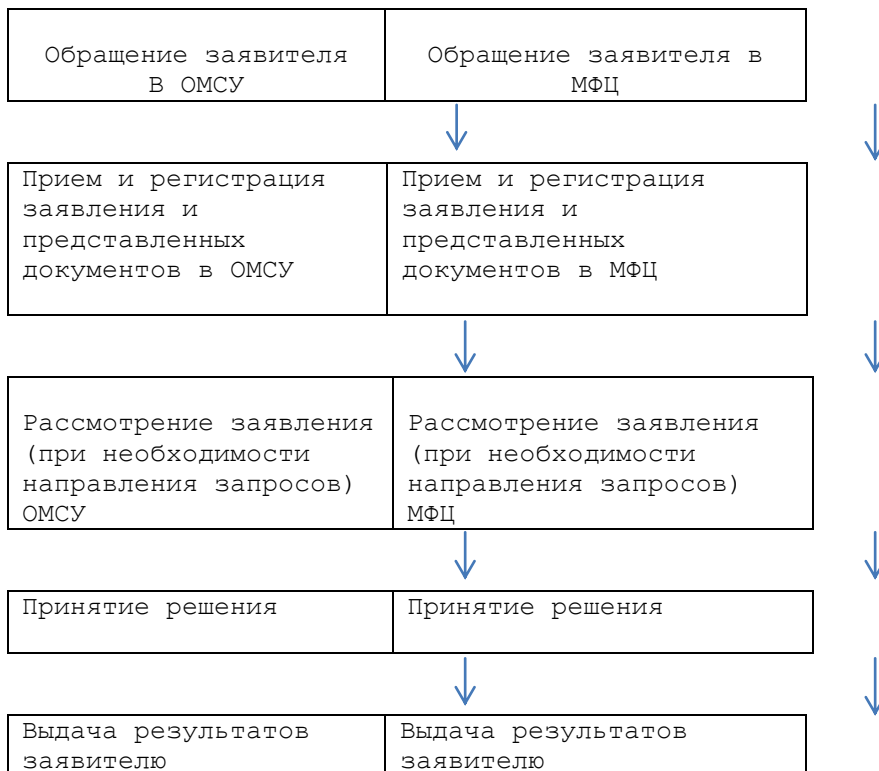 Обращение заявителя
В ОМСУ
Обращение заявителя в
МФЦ
Прием и регистрация
заявления и
представленных
документов в ОМСУ
Прием и регистрация
заявления и
представленных
документов в МФЦ
Рассмотрение заявления
(при необходимости
направления запросов)
ОМСУ
Рассмотрение заявления
(при необходимости
направления запросов)
МФЦ
Принятие решения
Принятие решения
Выдача результатов
заявителю
Выдача результатов
заявителю